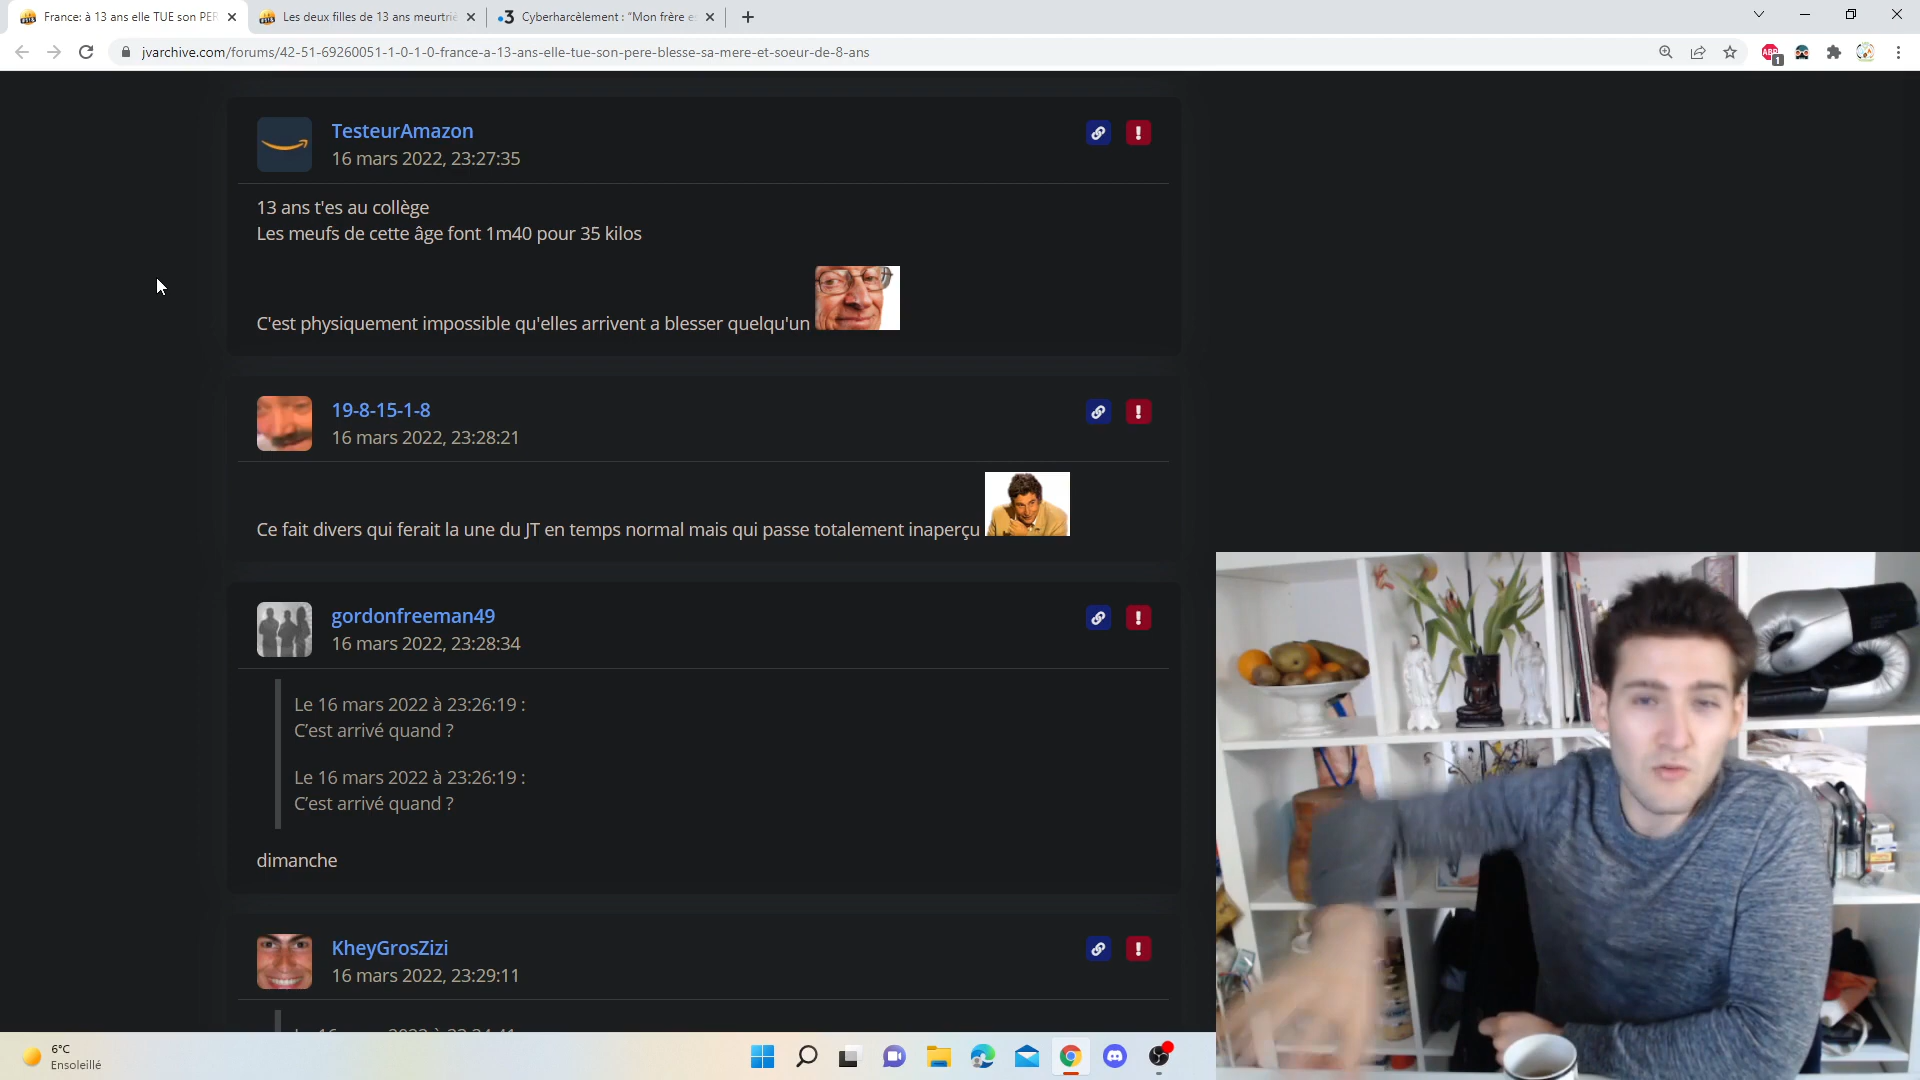 France: à 13 ans elle TUE son PER
Les deux filles de 13 ans meurtriè
Cyberharcèlement : "Mon frère e
jvarchive.com/forums/42-51-69260051-1-0-1-0-france-a-13-ans-elle-tue-son-pere-blesse-sa-mere-et-soeur-de-8-ans
ABP
1
TesteurAmazon
16 mars 2022, 23:27:35
13 ans t'es au collège
Les meufs de cette âge font 1m40 pour 35 kilos
C'est physiquement impossible qu'elles arrivent a blesser quelqu'un
19-8-15-1-8
16 mars 2022, 23:28:21
Ce fait divers qui ferait la une du JT en temps normal mais qui passe totalement inaperçu
gordonfreeman49
16 mars 2022, 23:28:34
Le 16 mars 2022 à 23:26:19 :
C'est arrivé quand ?
Le 16 mars 2022 à 23:26:19 :
C'est arrivé quand ?
dimanche
KheyGrosZizi
16 mars 2022, 23:29:11
6°C
Ensoleillé